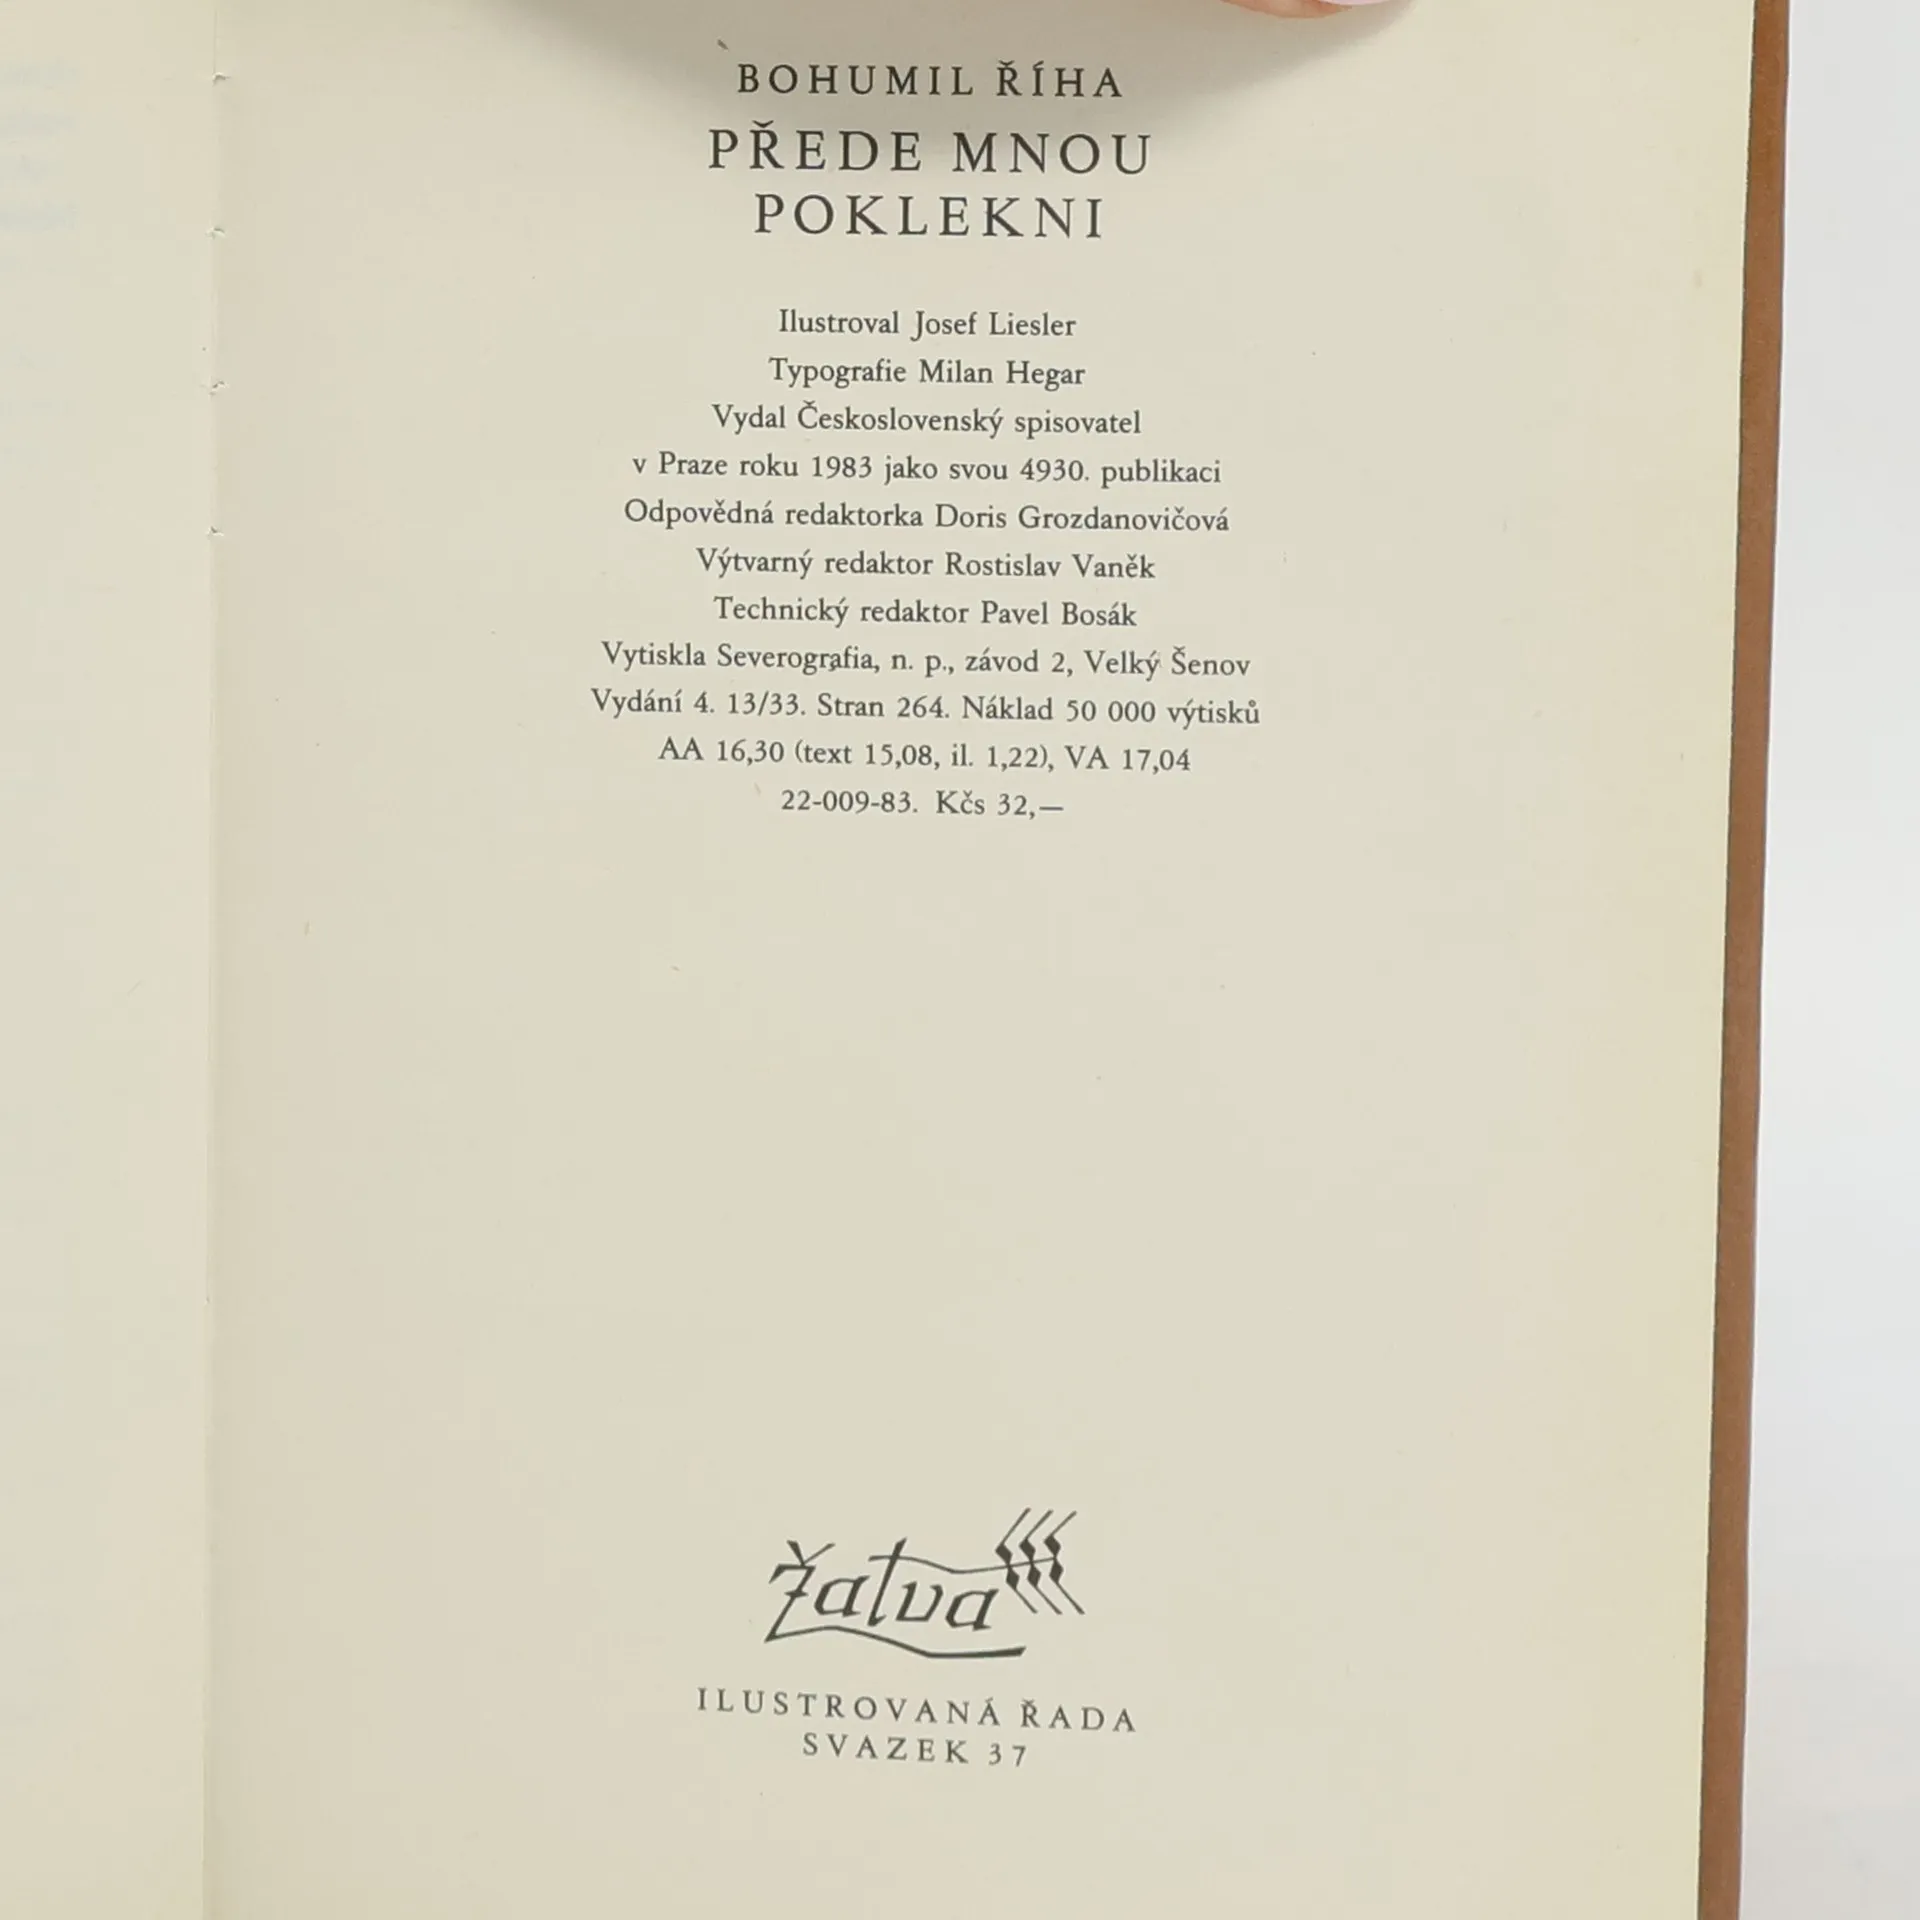 BOHUMIL ŘÍHA
PŘEDE MNOU
POKLEKNI
Ilustroval Josef Liesler
Typografie Milan Hegar
Vydal Československý spisovatel
v Praze roku 1983 jako svou 4930. publikaci
Odpovědná redaktorka Doris Grozdanovičová
Výtvarný redaktor Rostislav Vaněk
Technický redaktor Pavel Bosák
Vytiskla Severografia, n. p., závod 2, Velký Šenov
Vydání 4. 13/33. Stran 264. Náklad 50 000 výtisků
AA 16,30 (text 15,08, il. 1,22), VA 17,04
22-009-83. Kčs 32,—
Žatva
ILUSTROVANÁ ŘADA
SVAZEK 37